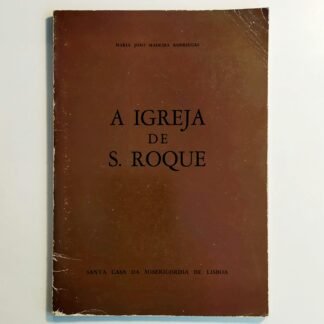 MARIA JOÃO MADEIRA RODRIGUES
A IGREJA
DE
S. ROQUE
SANTA CASA DA MISERICÓRDIA DE LISBOA